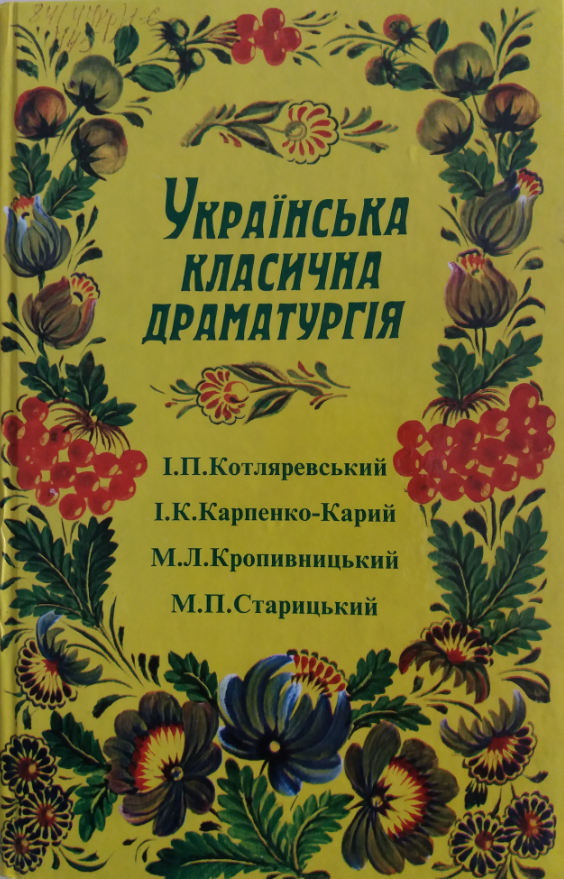 Українська
класична
драматургія
І.П.Котляревський
І.К.Карпенко-Карий
М.Л.Кропивницький
М.П.Старицький